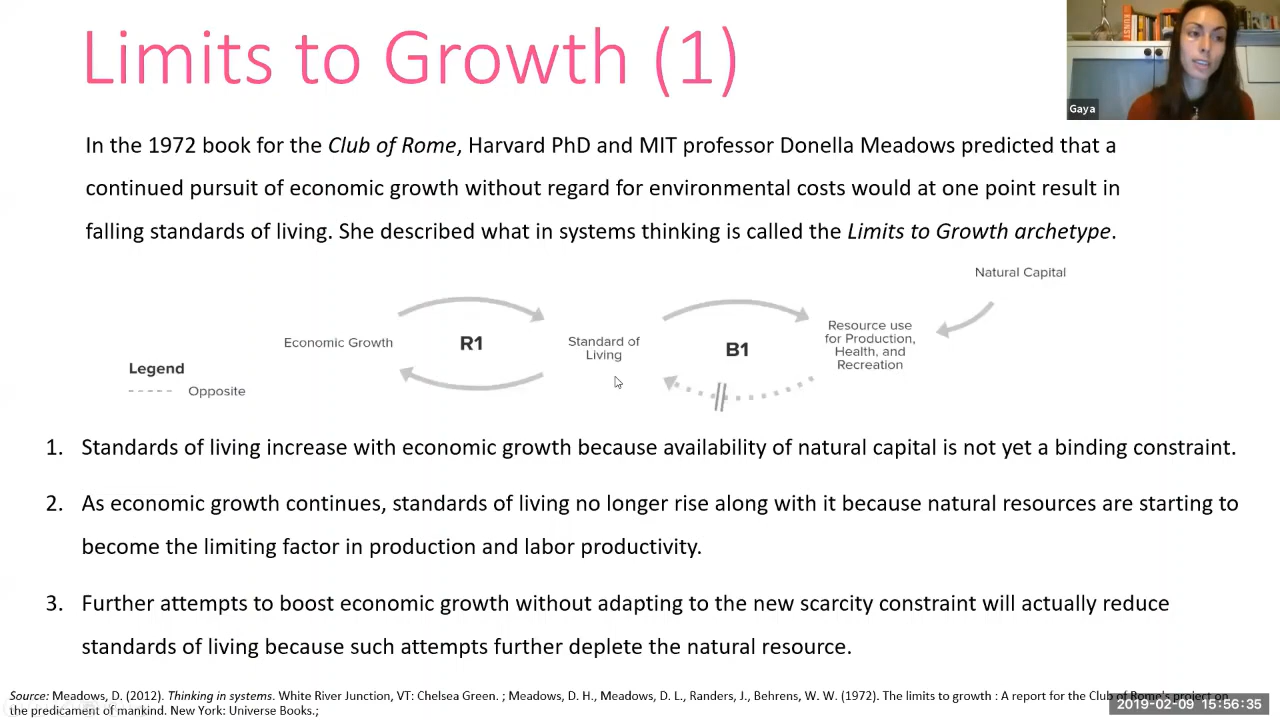 Limits to Growth (1)
Gaya
In the 1972 book for the Club of Rome, Harvard PhD and MIT professor Donella Meadows predicted that a
continued pursuit of economic growth without regard for environmental costs would at one point result in
falling standards of living. She described what in systems thinking is called the Limits to Growth archetype.
Natural Capital
Economic Growth
R1
Standard of
Living
B1
Resource use
for Production,
Health, and
Recreation
Legend
Opposite
1. Standards of living increase with economic growth because availability of natural capital is not yet a binding constraint.
2. As economic growth continues, standards of living no longer rise along with it because natural resources are starting to
become the limiting factor in production and labor productivity.
3. Further attempts to boost economic growth without adapting to the new scarcity constraint will actually reduce
standards of living because such attempts further deplete the natural resource.
Source: Meadows, D. (2012). Thinking in systems. White River Junction, VT: Chelsea Green. ; Meadows, D. H., Meadows, D. L., Randers, J., Behrens, W. W. (1972). The limits to growth : A report for the Club of Rome's project on
the predicament of mankind. New York: Universe Books.;
2019-02-09 15:56:35